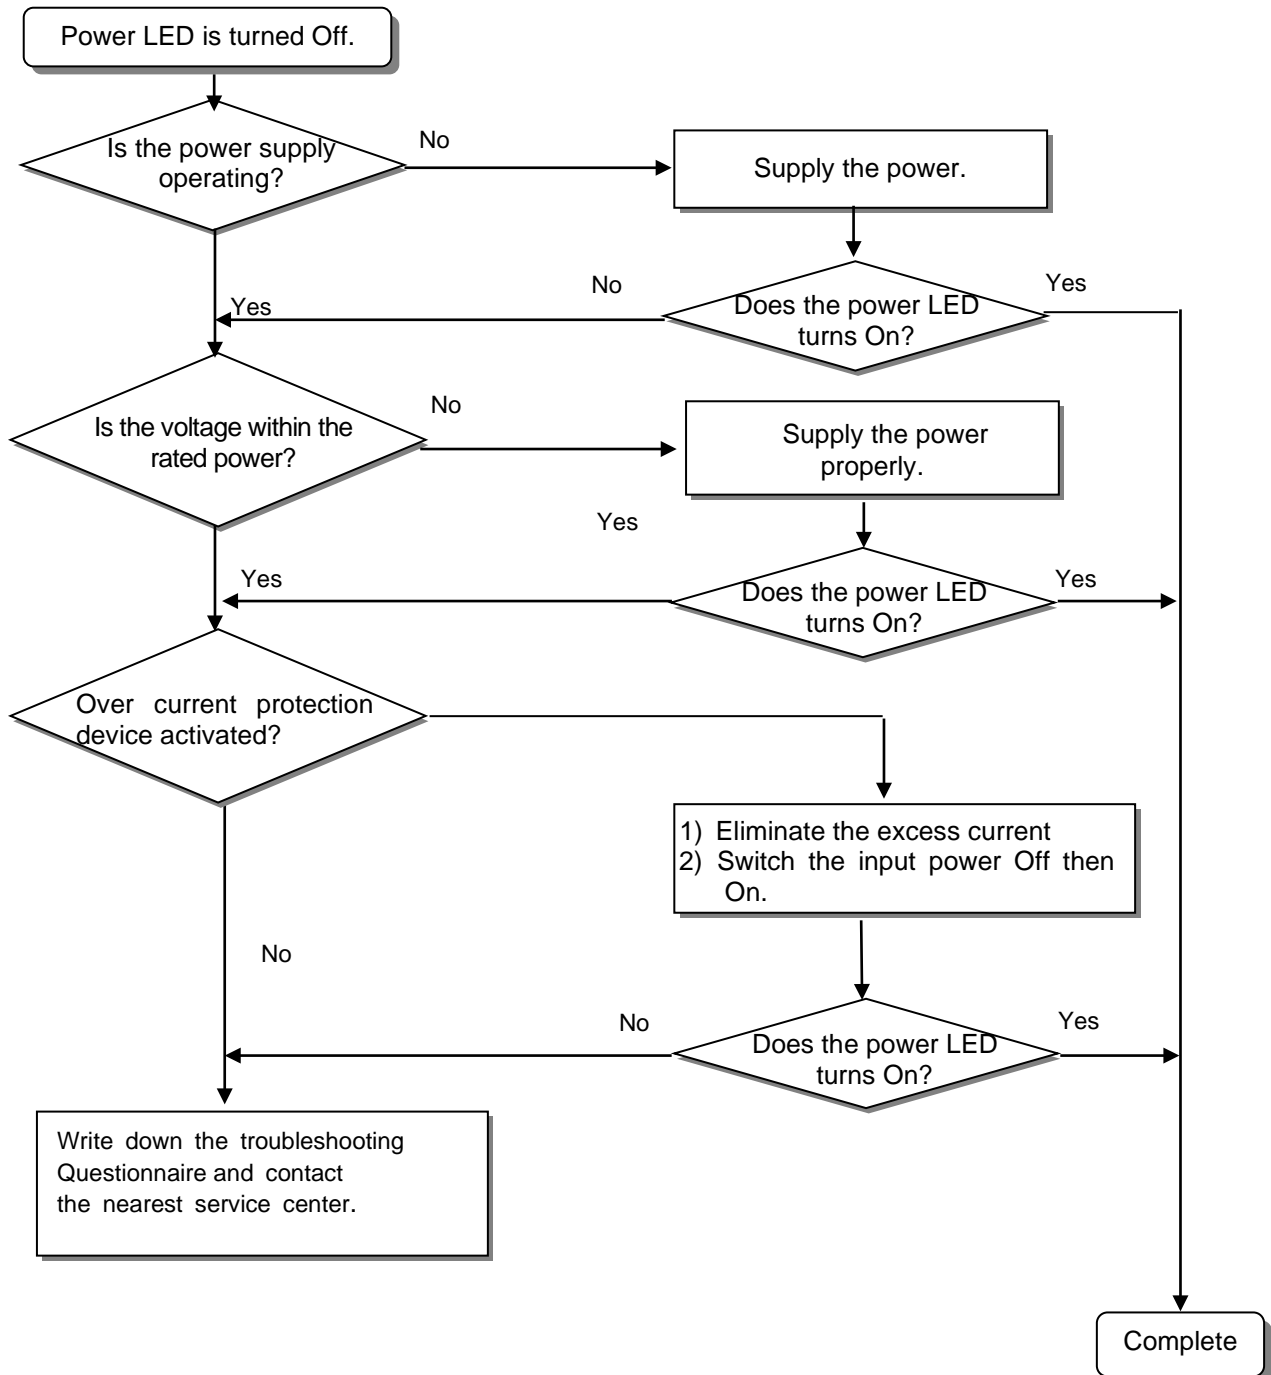 Power LED is turned Off.
Is the power supply
operating?
No
Supply the power.
Yes
No
Does the power LED
turns On?
Yes
Is the voltage within the
rated power?
No
Supply the power
properly.
Yes
Yes
Does the power LED
turns On?
Yes
Over current protection
device activated?
1) Eliminate the excess current
2) Switch the input power Off then
On.
No
No
Does the power LED
turns On?
Yes
Write down the troubleshooting
Questionnaire and contact
the nearest service center.
Complete